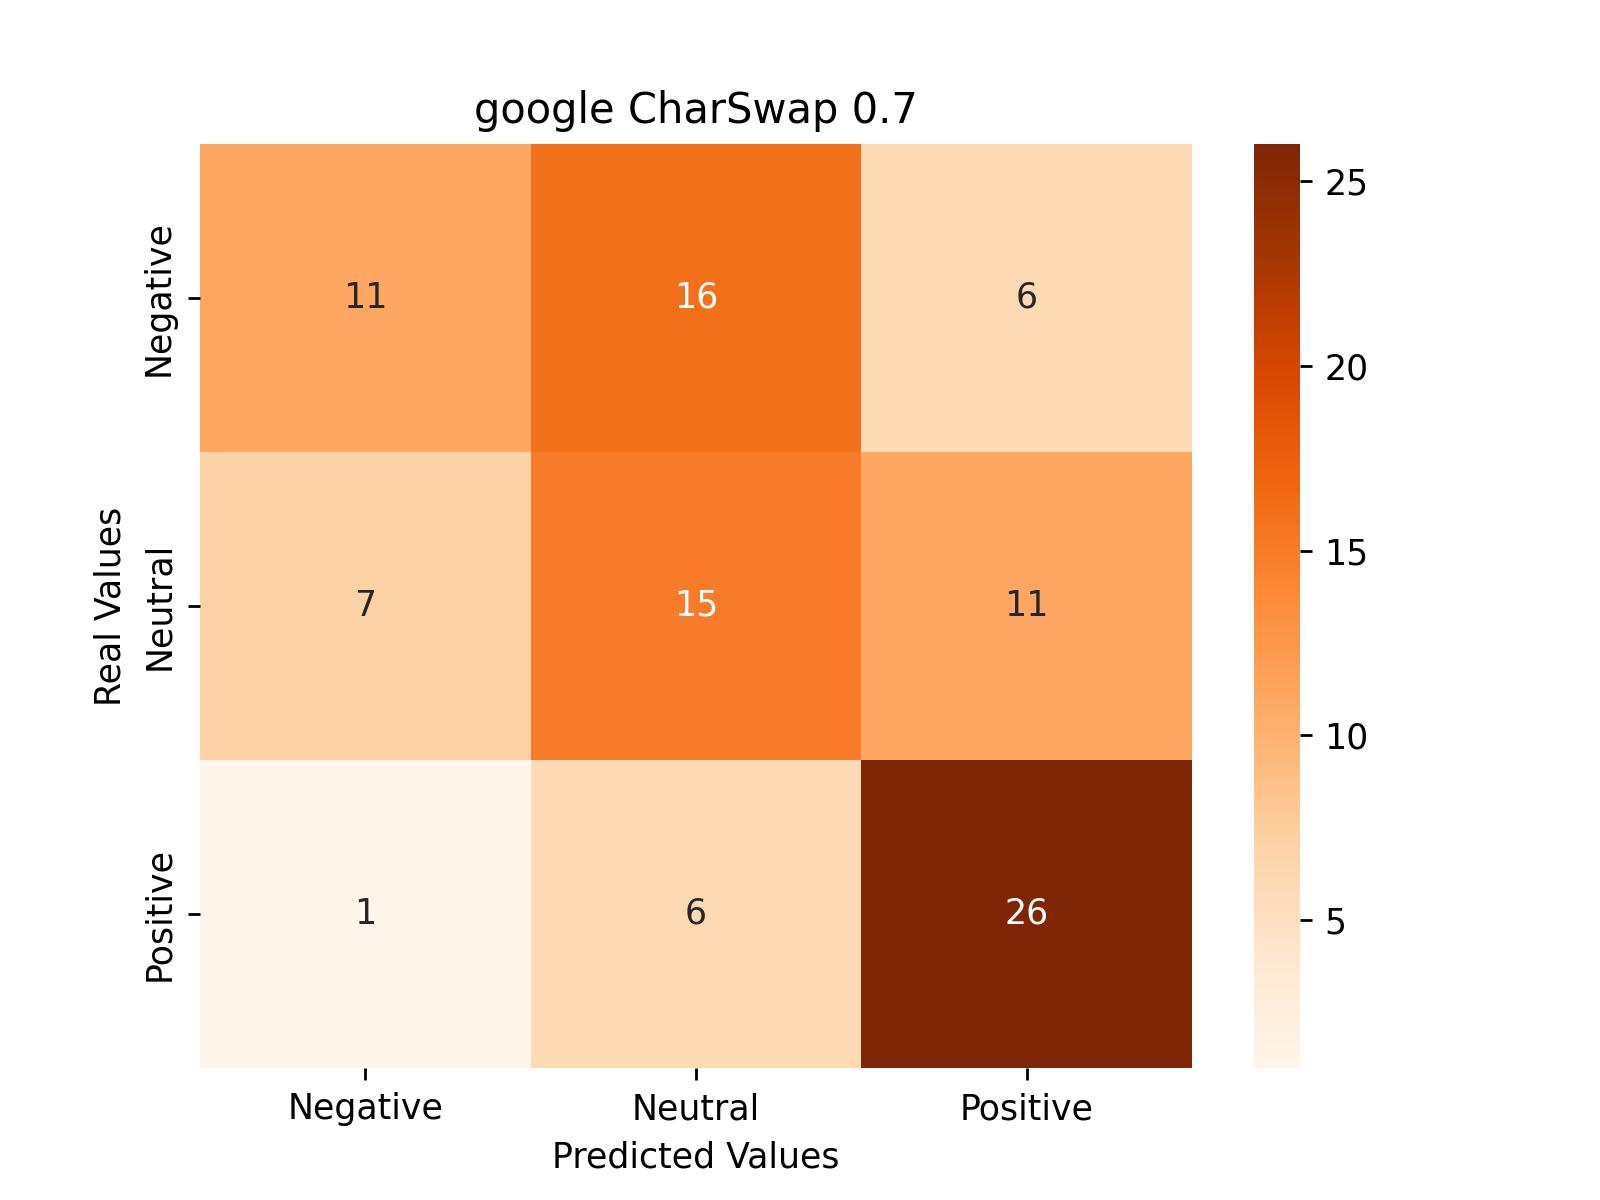 google CharSwap 0.7
Negative
11
16
6
Neutral
7
15
11
Positive
1
6
26
Real Values
Negative
Neutral
Positive
Predicted Values
25
20
15
10
5